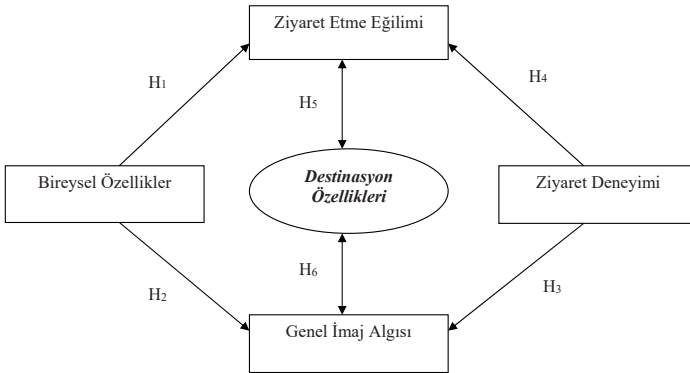 Ziyaret Etme Eğilimi
H1
H4
H5
Bireysel Özellikler
Destinasyon
Özellikleri
Ziyaret Deneyimi
H6
H2
H3
Genel İmaj Algısı